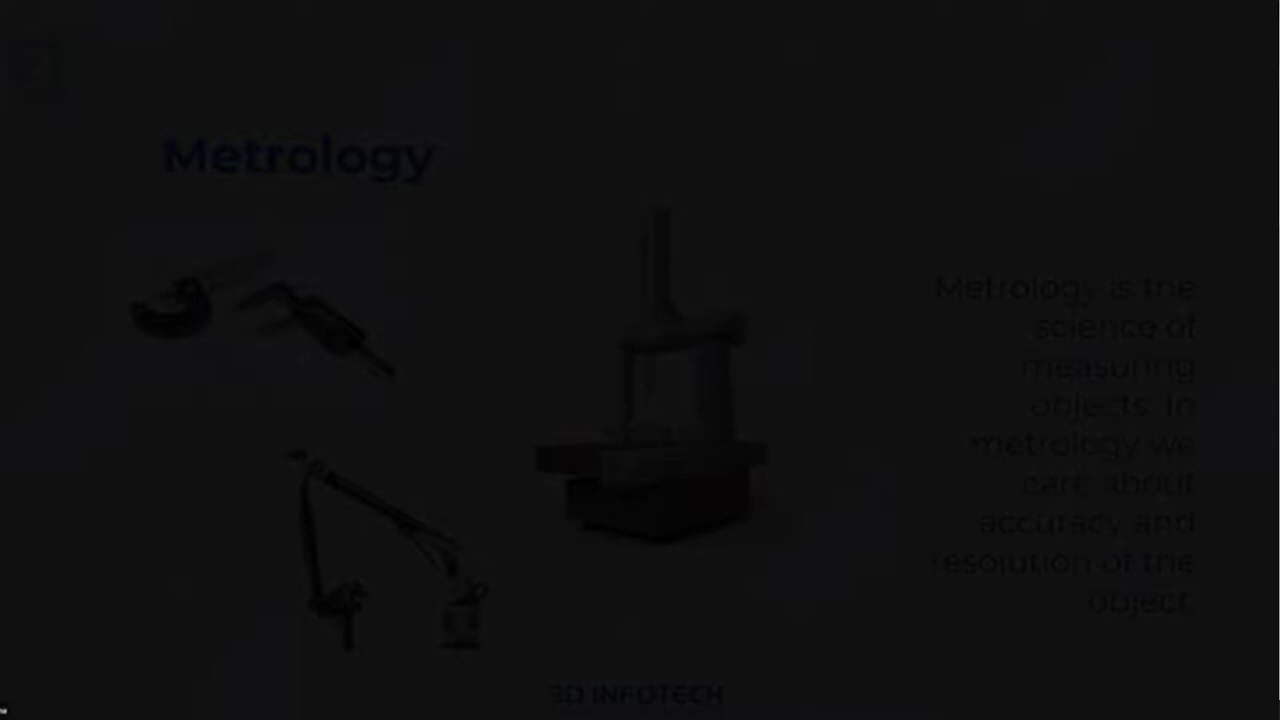 Metrology
Metrology is the
science of
measuring
objects. In
metrology we
care about
accuracy and
resolution of the
object.
3D INFOTECH